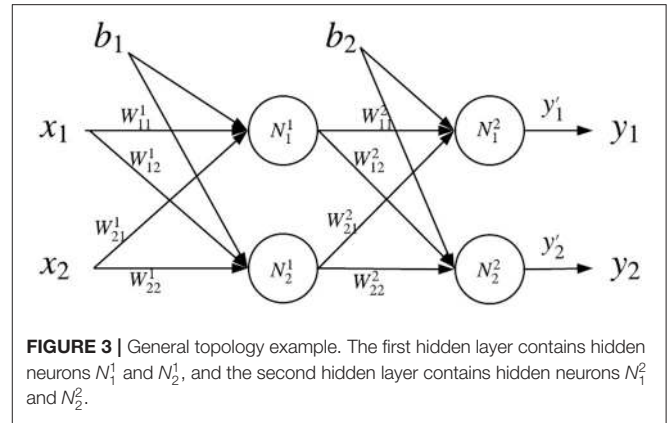 b₁ b₂
W¹₁₁ W²₁₁ y′₁
x₁ N¹₁ N²₁ y₁
W¹₁₂ W²₁₂
W¹₂₁ W²₂₁ y′₂
x₂ N¹₂ N²₂ y₂
W¹₂₂ W²₂₂
FIGURE 3 | General topology example. The first hidden layer contains hidden
neurons N¹₁ and N¹₂, and the second hidden layer contains hidden neurons N²₁
and N²₂.